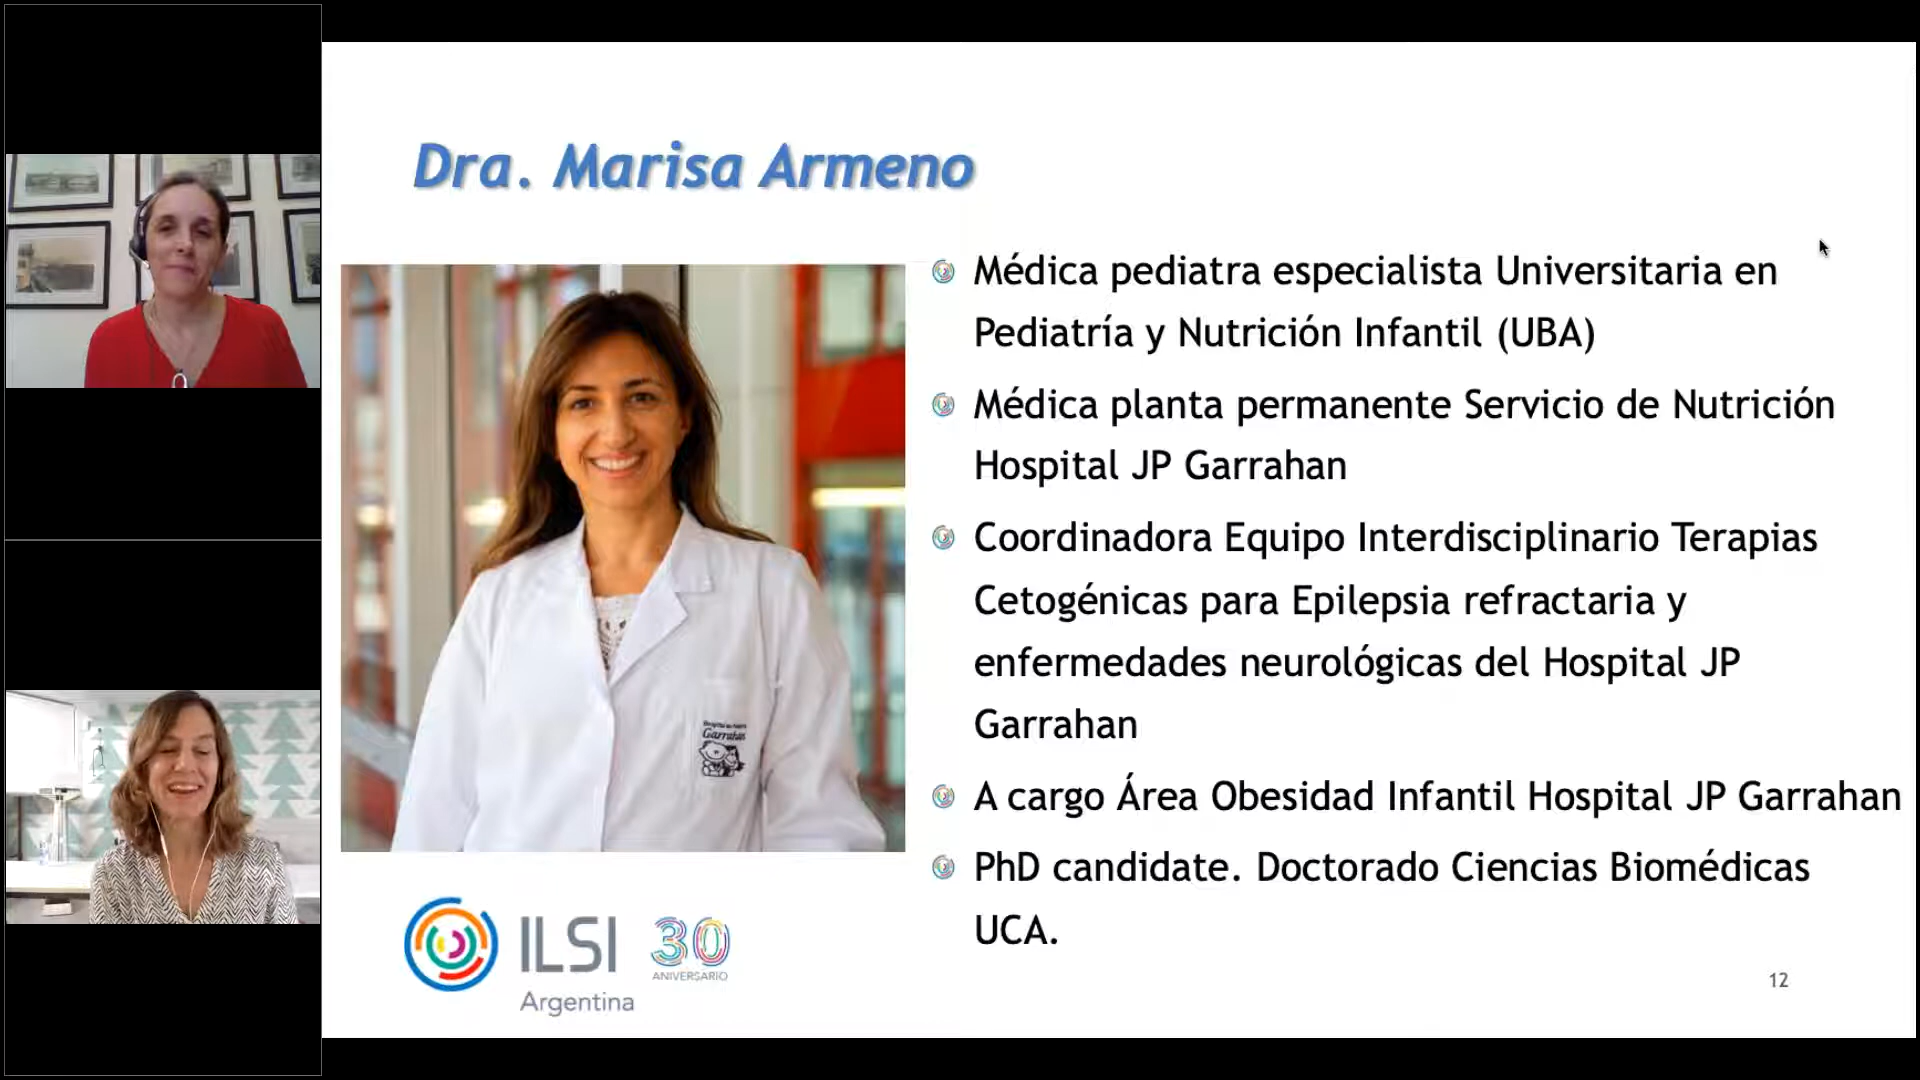 Dra. Marisa Armeno
Médica pediatra especialista Universitaria en
Pediatría y Nutrición Infantil (UBA)
Médica planta permanente Servicio de Nutrición
Hospital JP Garrahan
Coordinadora Equipo Interdisciplinario Terapias
Cetogénicas para Epilepsia refractaria y
enfermedades neurológicas del Hospital JP
Garrahan
A cargo Área Obesidad Infantil Hospital JP Garrahan
PhD candidate. Doctorado Ciencias Biomédicas
UCA.
Garrahan
ILSI
Argentina
30
ANIVERSARIO
12